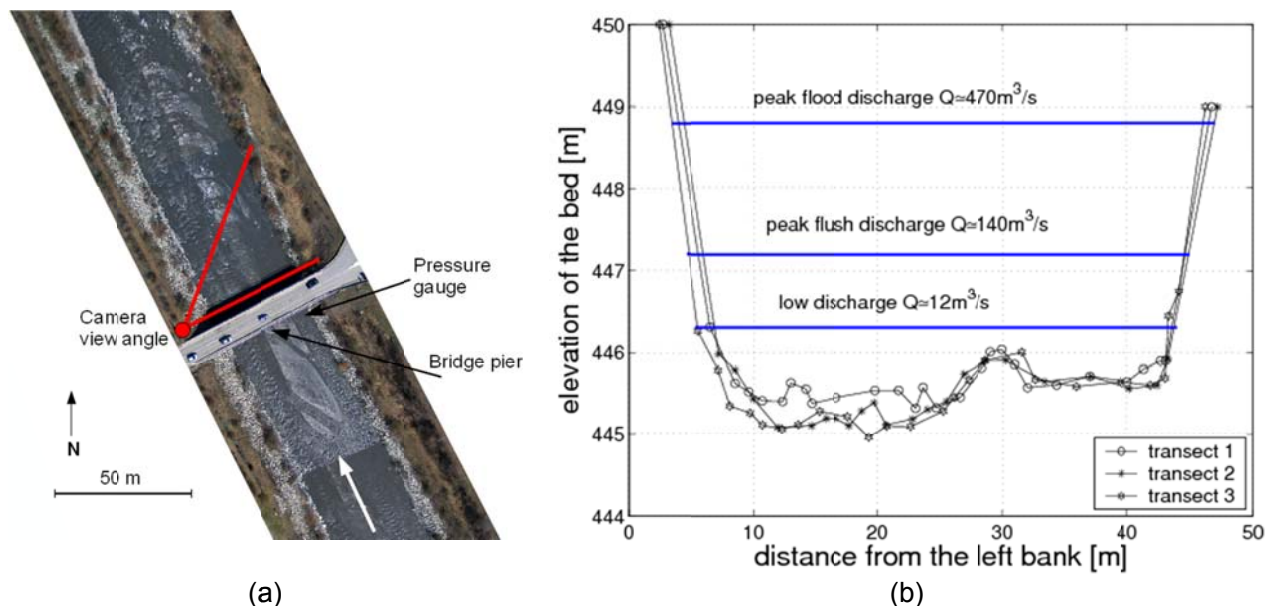 Camera
view angle
Pressure
gauge
Bridge pier
N
50 m
(a)
elevation of the bed [m]
450
449
448
447
446
445
444
peak flood discharge Q≃470m³/s
peak flush discharge Q≃140m³/s
low discharge Q≃12m³/s
transect 1
transect 2
transect 3
0
10
20
30
40
50
distance from the left bank [m]
(b)